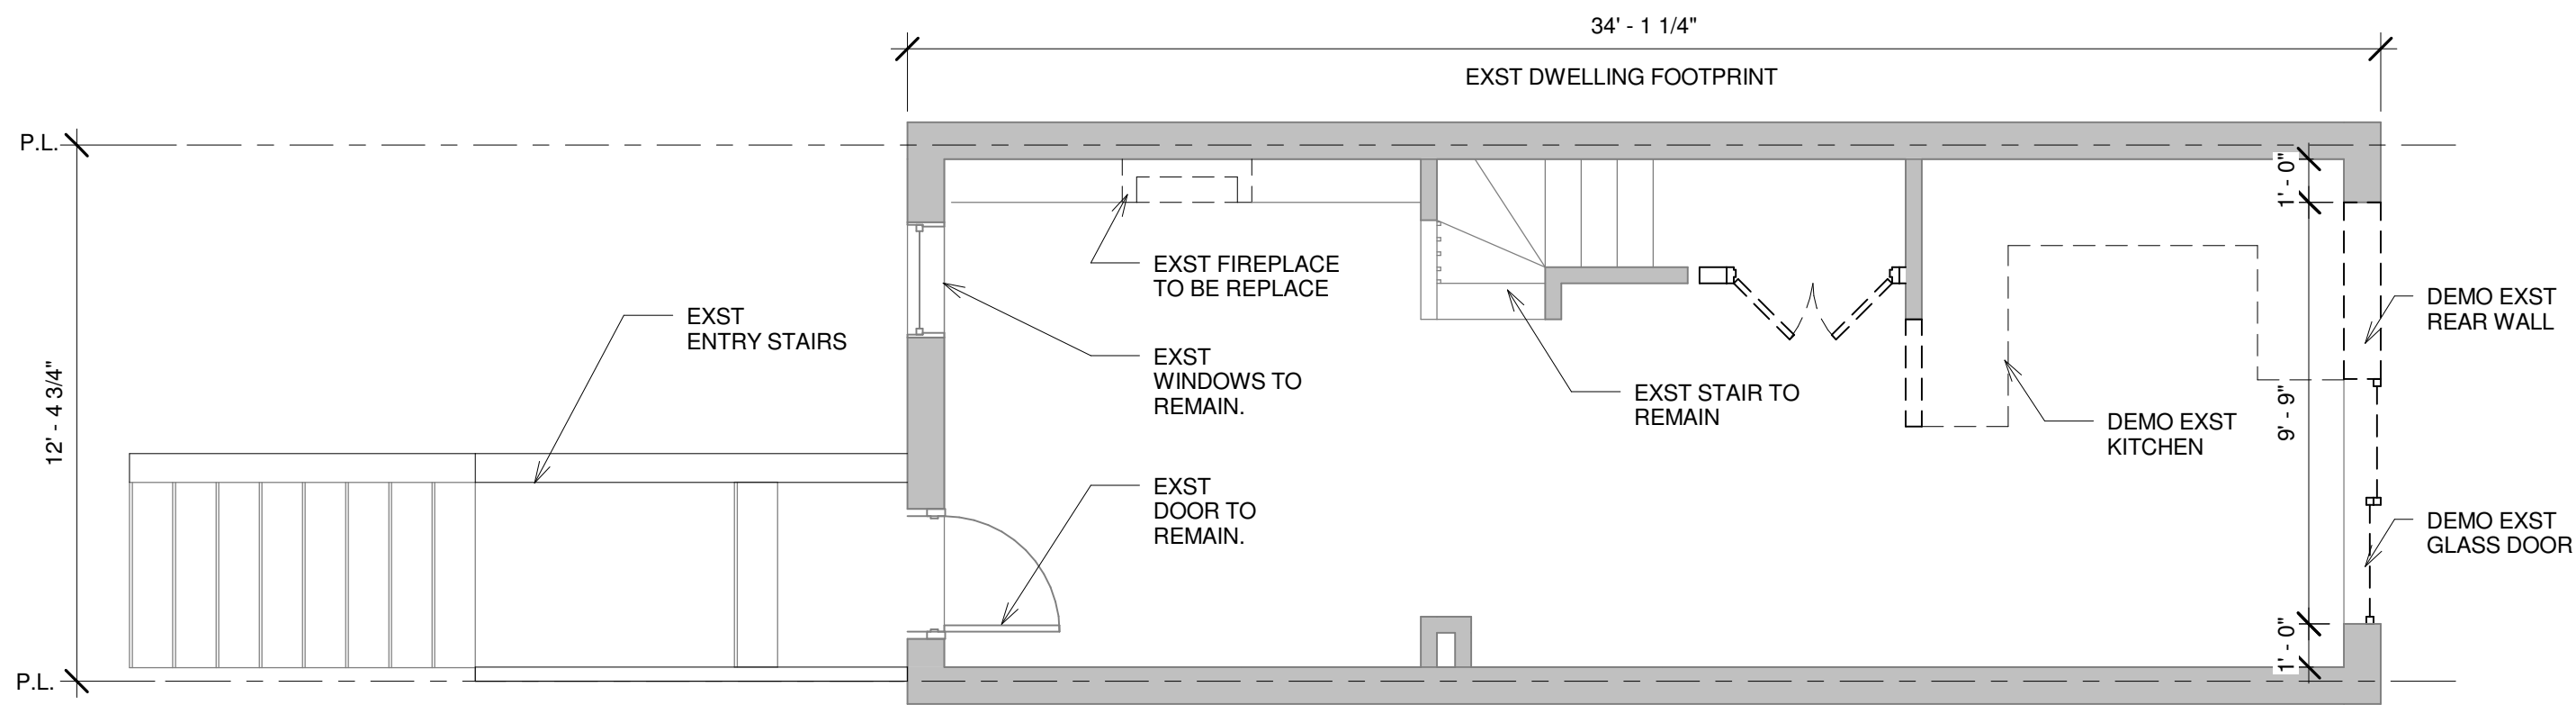 34' - 1 1/4"
EXST DWELLING FOOTPRINT
P.L.
1' - 0"
EXST FIREPLACE
TO BE REPLACE
DEMO EXST
REAR WALL
EXST
ENTRY STAIRS
EXST
WINDOWS TO
REMAIN.
EXST STAIR TO
REMAIN
12' - 4 3/4"
9' - 9"
DEMO EXST
KITCHEN
EXST
DOOR TO
REMAIN.
DEMO EXST
GLASS DOOR
1' - 0"
P.L.